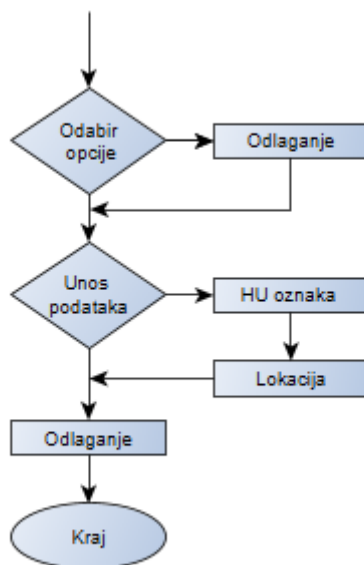 Odabir
opcije
Odlaganje
Unos
podataka
HU oznaka
Lokacija
Odlaganje
Kraj